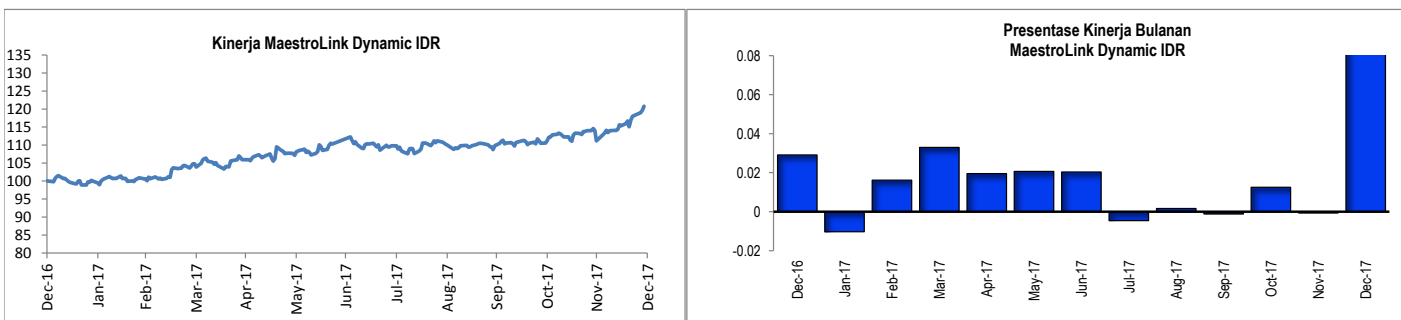 Kinerja MaestroLink Dynamic IDR
135
130
125
120
115
110
105
100
95
90
85
80
Dec-16
Jan-17
Feb-17
Mar-17
Apr-17
May-17
Jun-17
Jul-17
Aug-17
Sep-17
Oct-17
Nov-17
Dec-17
Presentase Kinerja Bulanan
MaestroLink Dynamic IDR
0.08
0.06
0.04
0.02
0
-0.02
Dec-16
Jan-17
Feb-17
Mar-17
Apr-17
May-17
Jun-17
Jul-17
Aug-17
Sep-17
Oct-17
Nov-17
Dec-17